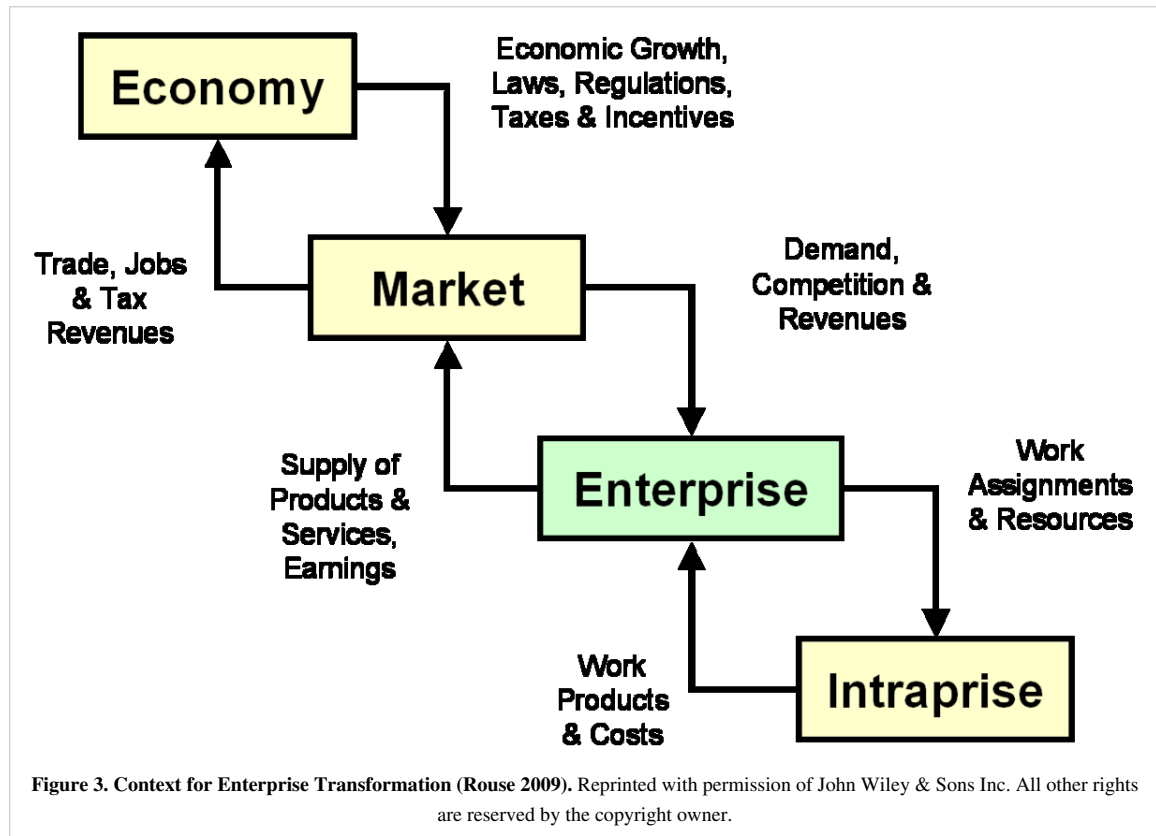 Economy
Economic Growth,
Laws, Regulations,
Taxes & Incentives
Trade, Jobs
& Tax
Revenues
Market
Demand,
Competition &
Revenues
Supply of
Products &
Services,
Earnings
Enterprise
Work
Assignments
& Resources
Work
Products
& Costs
Intraprise
Figure 3. Context for Enterprise Transformation (Rouse 2009). Reprinted with permission of John Wiley & Sons Inc. All other rights
are reserved by the copyright owner.